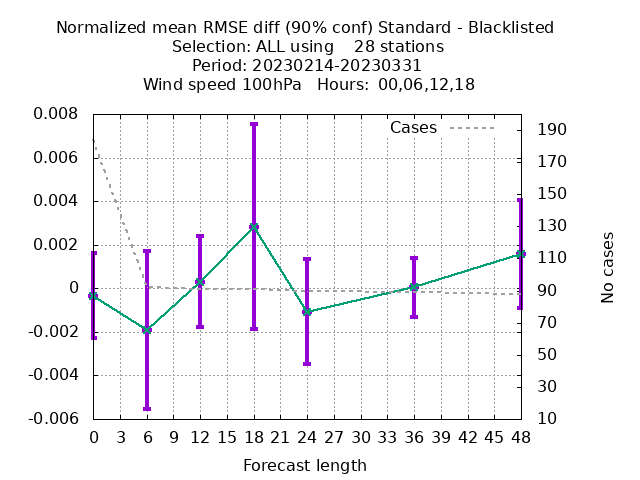 Normalized mean RMSE diff (90% conf) Standard - Blacklisted
Selection: ALL using    28 stations
Period: 20230214-20230331
Wind speed 100hPa   Hours: 00,06,12,18
Cases
0.008
0.006
0.004
0.002
0
-0.002
-0.004
-0.006
190
170
150
130
110
90
70
50
30
10
No cases
0 3 6 9 12 15 18 21 24 27 30 33 36 39 42 45 48
Forecast length